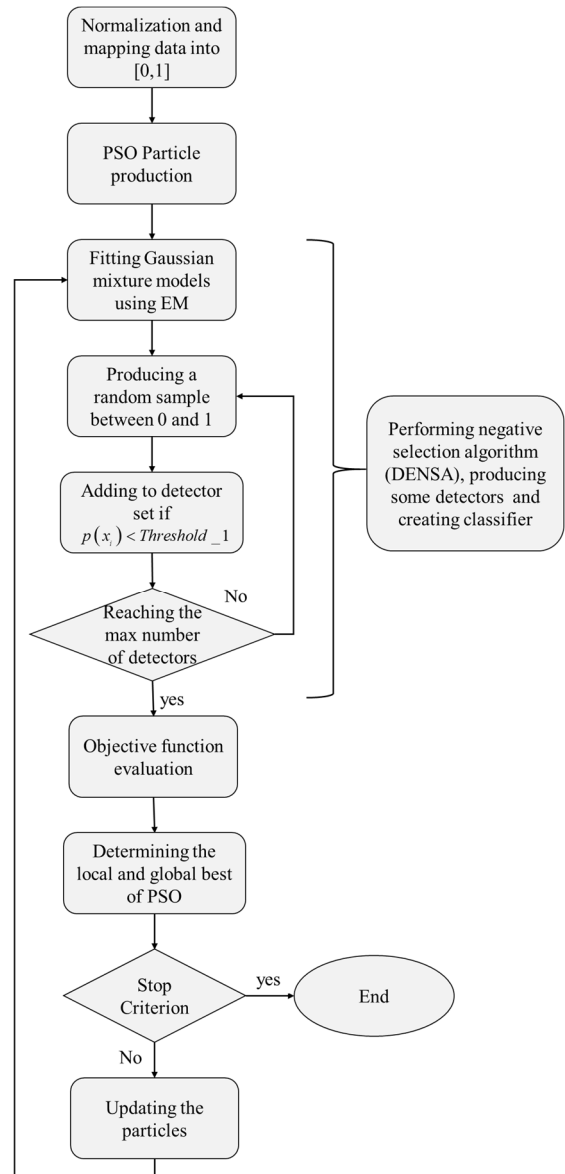 Normalization and
mapping data into
[0,1]
PSO Particle
production
Fitting Gaussian
mixture models
using EM
Producing a
random sample
between 0 and 1
Adding to detector
set if
p(x_i) < Threshold _1
No
Reaching the
max number
of detectors
yes
Performing negative
selection algorithm
(DENSA), producing
some detectors and
creating classifier
Objective function
evaluation
Determining the
local and global best
of PSO
Stop
Criterion
yes
End
No
Updating the
particles